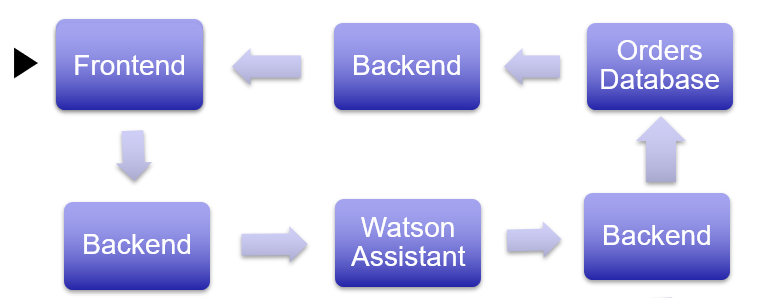 Frontend
Backend
Orders
Database
Backend
Watson
Assistant
Backend